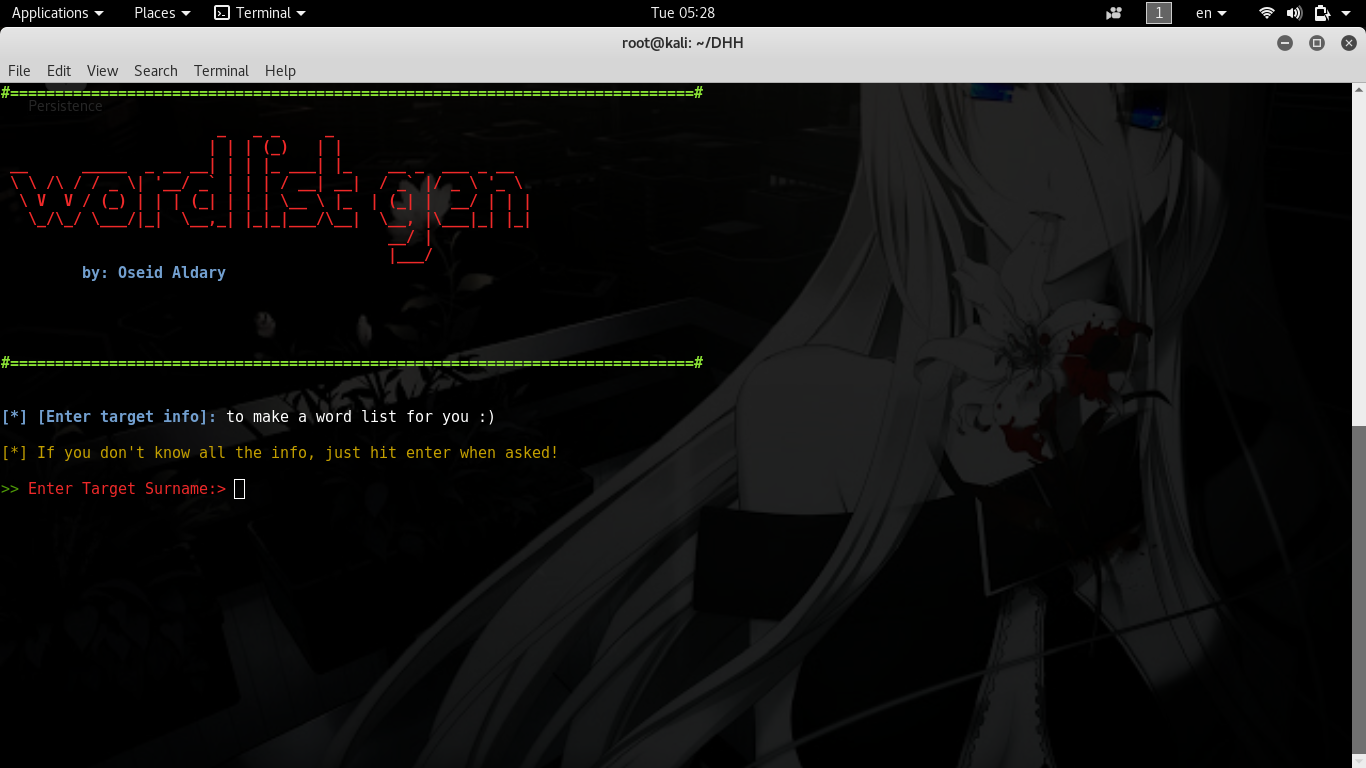 Applications Places Terminal Tue 05:28 1 en
root@kali: ~/DHH
File Edit View Search Terminal Help
#============================================================================#
Persistence
wordlist gen
by: Oseid Aldary
#============================================================================#
[*] [Enter target info]: to make a word list for you :)
[*] If you don't know all the info, just hit enter when asked!
>> Enter Target Surname:>